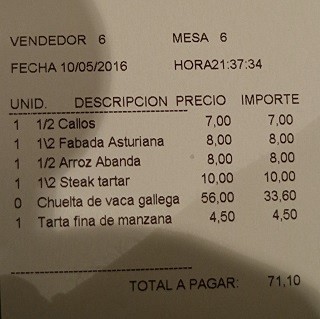 VENDEDOR 6 MESA 6
FECHA 10/05/2016 HORA21:37:34
UNID. DESCRIPCION PRECIO IMPORTE
1 1/2 Callos 7,00 7,00
1 1\2 Fabada Asturiana 8,00 8,00
1 1/2 Arroz Abanda 8,00 8,00
1 1\2 Steak tartar 10,00 10,00
0 Chuelta de vaca gallega 56,00 33,60
1 Tarta fina de manzana 4,50 4,50
TOTAL A PAGAR: 71,10